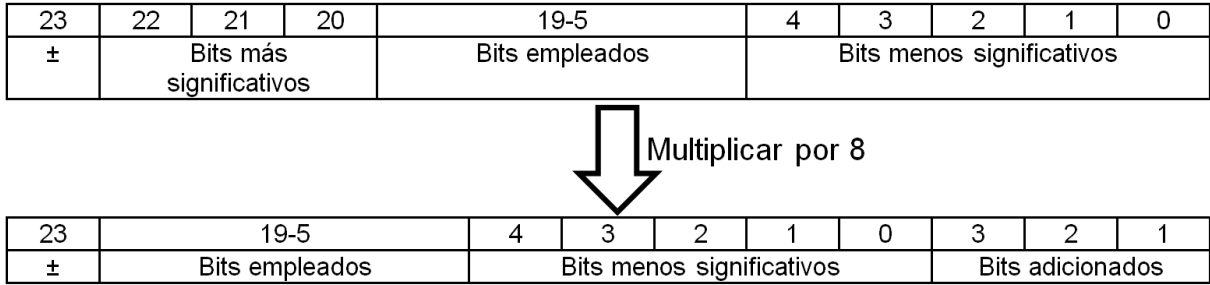 23 22 21 20 19-5 4 3 2 1 0
± Bits más significativos Bits empleados Bits menos significativos
Multiplicar por 8
23 19-5 4 3 2 1 0 3 2 1
± Bits empleados Bits menos significativos Bits adicionados